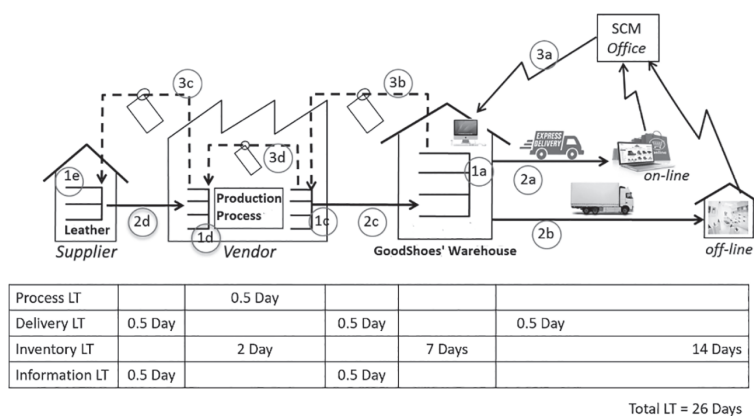 SCM
Office
3a
3c
3b
EXPRESS
DELIVERY
3d
1e
1a
2a
on-line
Production
Process
Leather
2d
1d
1c
2c
2b
Supplier
Vendor
GoodShoes' Warehouse
off-line
Process LT 0.5 Day
Delivery LT 0.5 Day 0.5 Day 0.5 Day
Inventory LT 2 Day 7 Days 14 Days
Information LT 0.5 Day 0.5 Day
Total LT = 26 Days